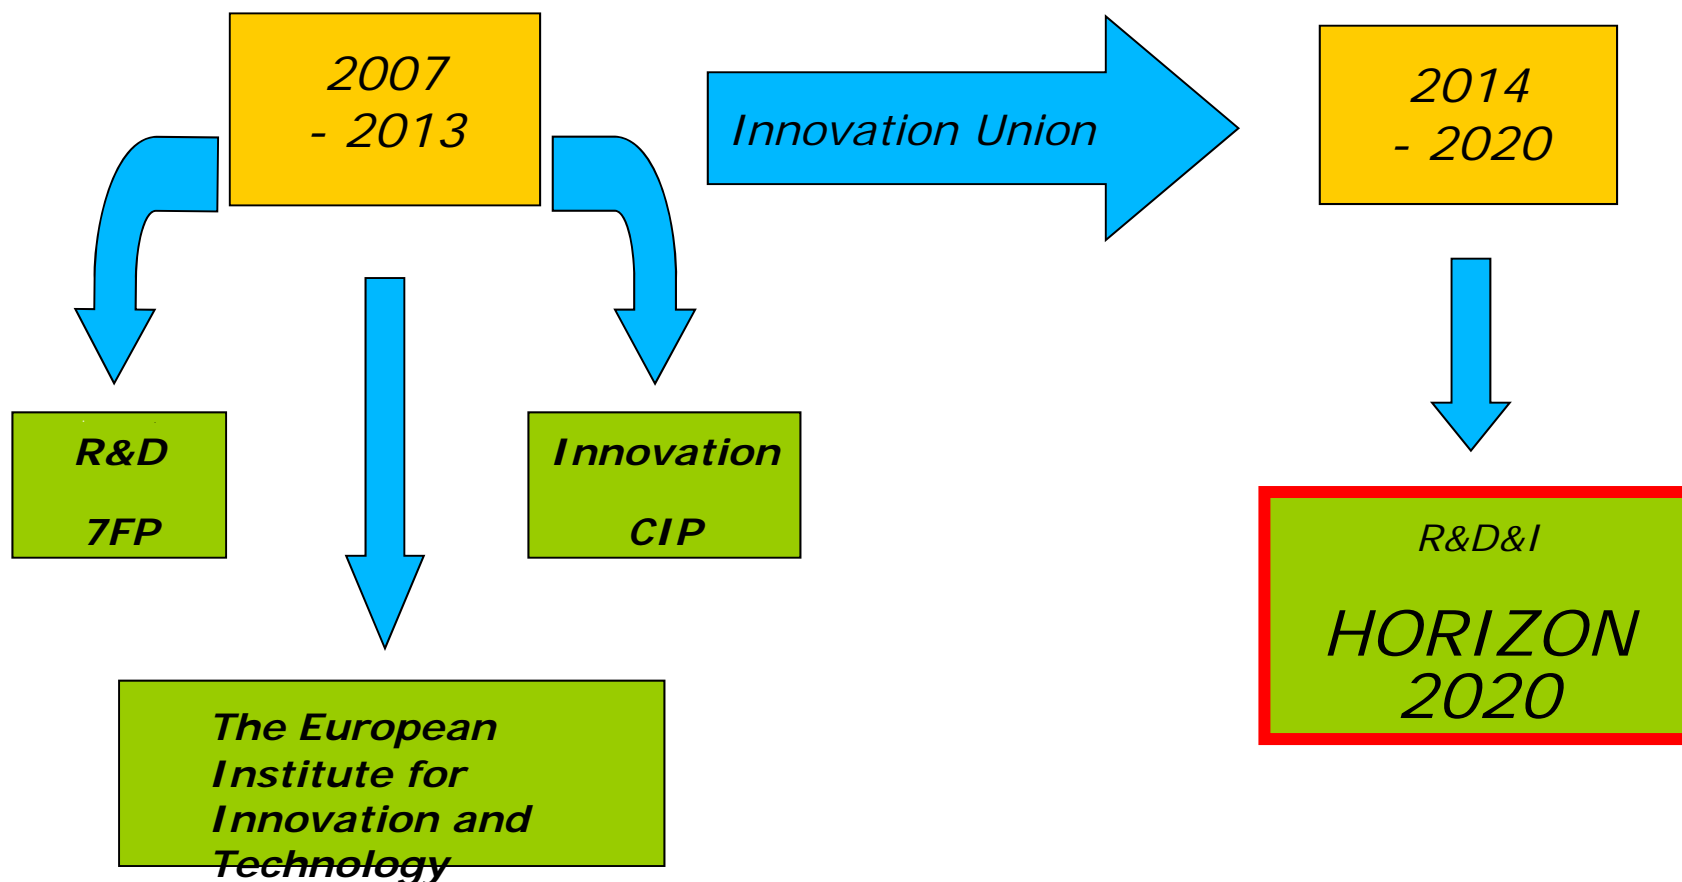 2007
- 2013
Innovation Union
2014
- 2020
R&D
7FP
Innovation
CIP
R&D&I
HORIZON
2020
The European
Institute for
Innovation and
Technology